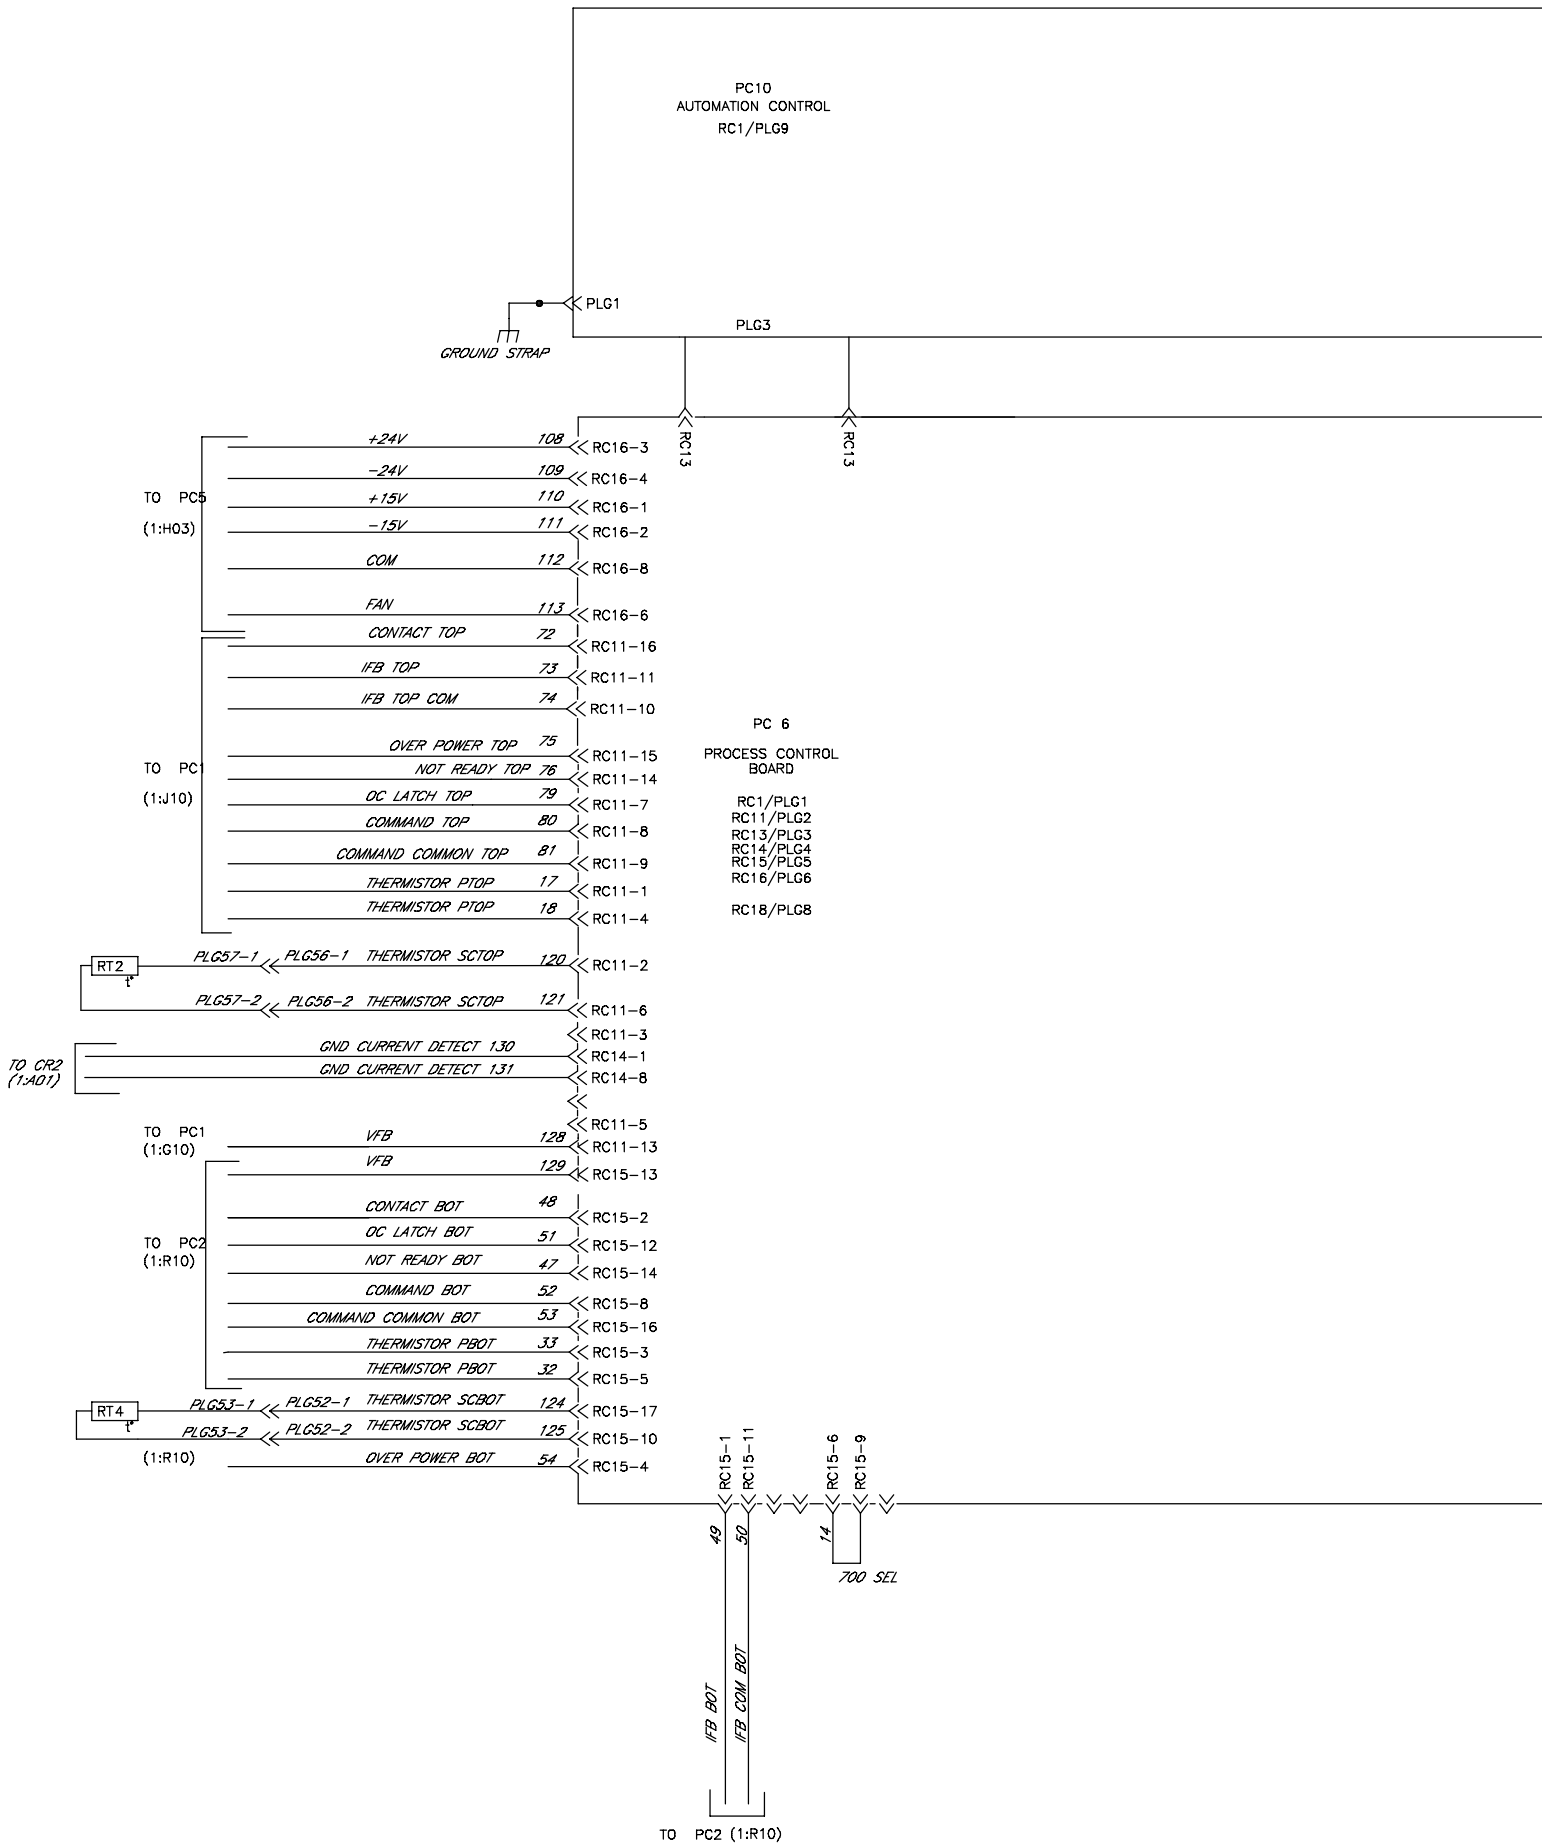 PC10
AUTOMATION CONTROL
RC1/PLG9
PLG1
GROUND STRAP
PLG3
RC13
RC13
TO PC5
(1:H03)
+24V 108 RC16-3
-24V 109 RC16-4
+15V 110 RC16-1
-15V 111 RC16-2
COM 112 RC16-8
FAN 113 RC16-6
TO PC1
(1:J10)
CONTACT TOP 72 RC11-16
IFB TOP 73 RC11-11
IFB TOP COM 74 RC11-10
OVER POWER TOP 75 RC11-15
NOT READY TOP 76 RC11-14
OC LATCH TOP 79 RC11-7
COMMAND TOP 80 RC11-8
COMMAND COMMON TOP 81 RC11-9
THERMISTOR PTOP 17 RC11-1
THERMISTOR PTOP 18 RC11-4
PC 6
PROCESS CONTROL
BOARD
RC1/PLG1
RC11/PLG2
RC13/PLG3
RC14/PLG4
RC15/PLG5
RC16/PLG6
RC18/PLG8
RT2
t°
PLG57-1 PLG56-1 THERMISTOR SCTOP 120 RC11-2
PLG57-2 PLG56-2 THERMISTOR SCTOP 121 RC11-6
RC11-3
TO CR2
(1:A01)
GND CURRENT DETECT 130 RC14-1
GND CURRENT DETECT 131 RC14-8
RC11-5
TO PC1
(1:G10)
VFB 128 RC11-13
VFB 129 RC15-13
TO PC2
(1:R10)
CONTACT BOT 48 RC15-2
OC LATCH BOT 51 RC15-12
NOT READY BOT 47 RC15-14
COMMAND BOT 52 RC15-8
COMMAND COMMON BOT 53 RC15-16
THERMISTOR PBOT 33 RC15-3
THERMISTOR PBOT 32 RC15-5
RT4
t°
PLG53-1 PLG52-1 THERMISTOR SCBOT 124 RC15-17
PLG53-2 PLG52-2 THERMISTOR SCBOT 125 RC15-10
(1:R10)
OVER POWER BOT 54 RC15-4
RC15-1
RC15-11
RC15-6
RC15-9
49
50
14
700 SEL
IFB BOT
IFB COM BOT
TO PC2 (1:R10)